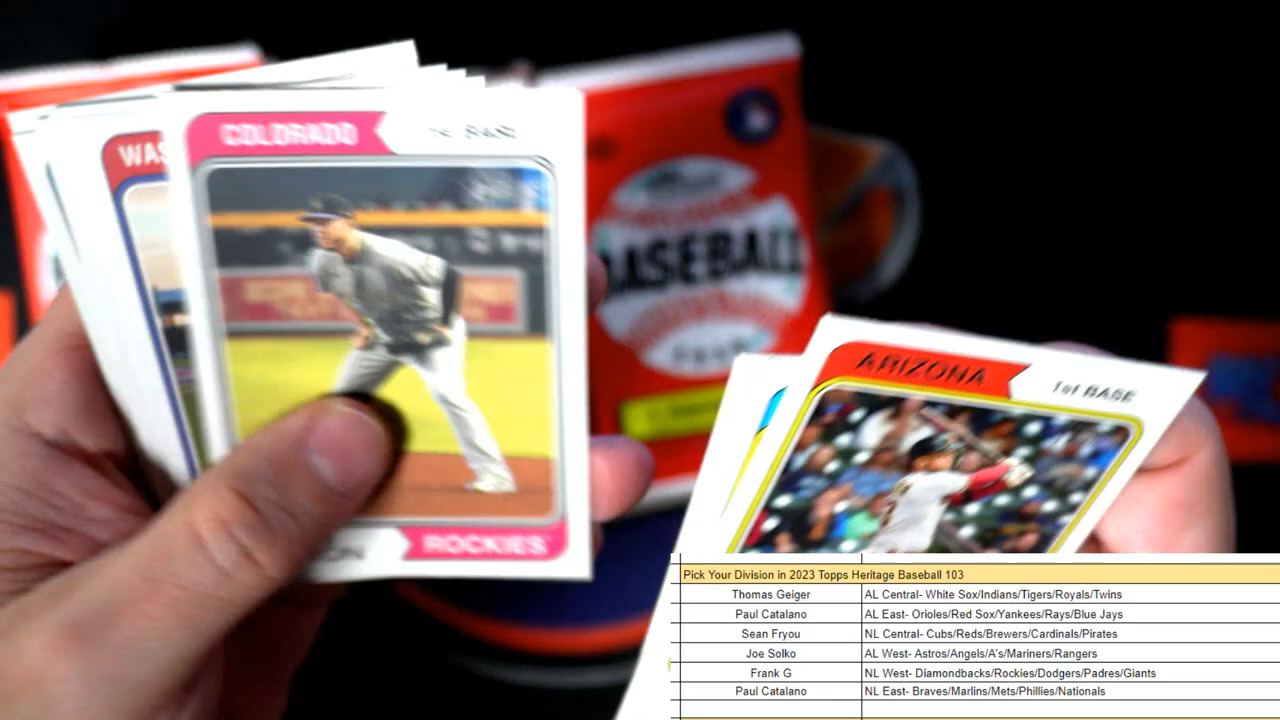 COLORADO
1st BASE
WAS
ROCKIES
BASEBALL
ARIZONA
1st BASE
Pick Your Division in 2023 Topps Heritage Baseball 103
Thomas Geiger AL Central- White Sox/Indians/Tigers/Royals/Twins
Paul Catalano AL East- Orioles/Red Sox/Yankees/Rays/Blue Jays
Sean Fryou NL Central- Cubs/Reds/Brewers/Cardinals/Pirates
Joe Solko AL West- Astros/Angels/A's/Mariners/Rangers
Frank G NL West- Diamondbacks/Rockies/Dodgers/Padres/Giants
Paul Catalano NL East- Braves/Marlins/Mets/Phillies/Nationals